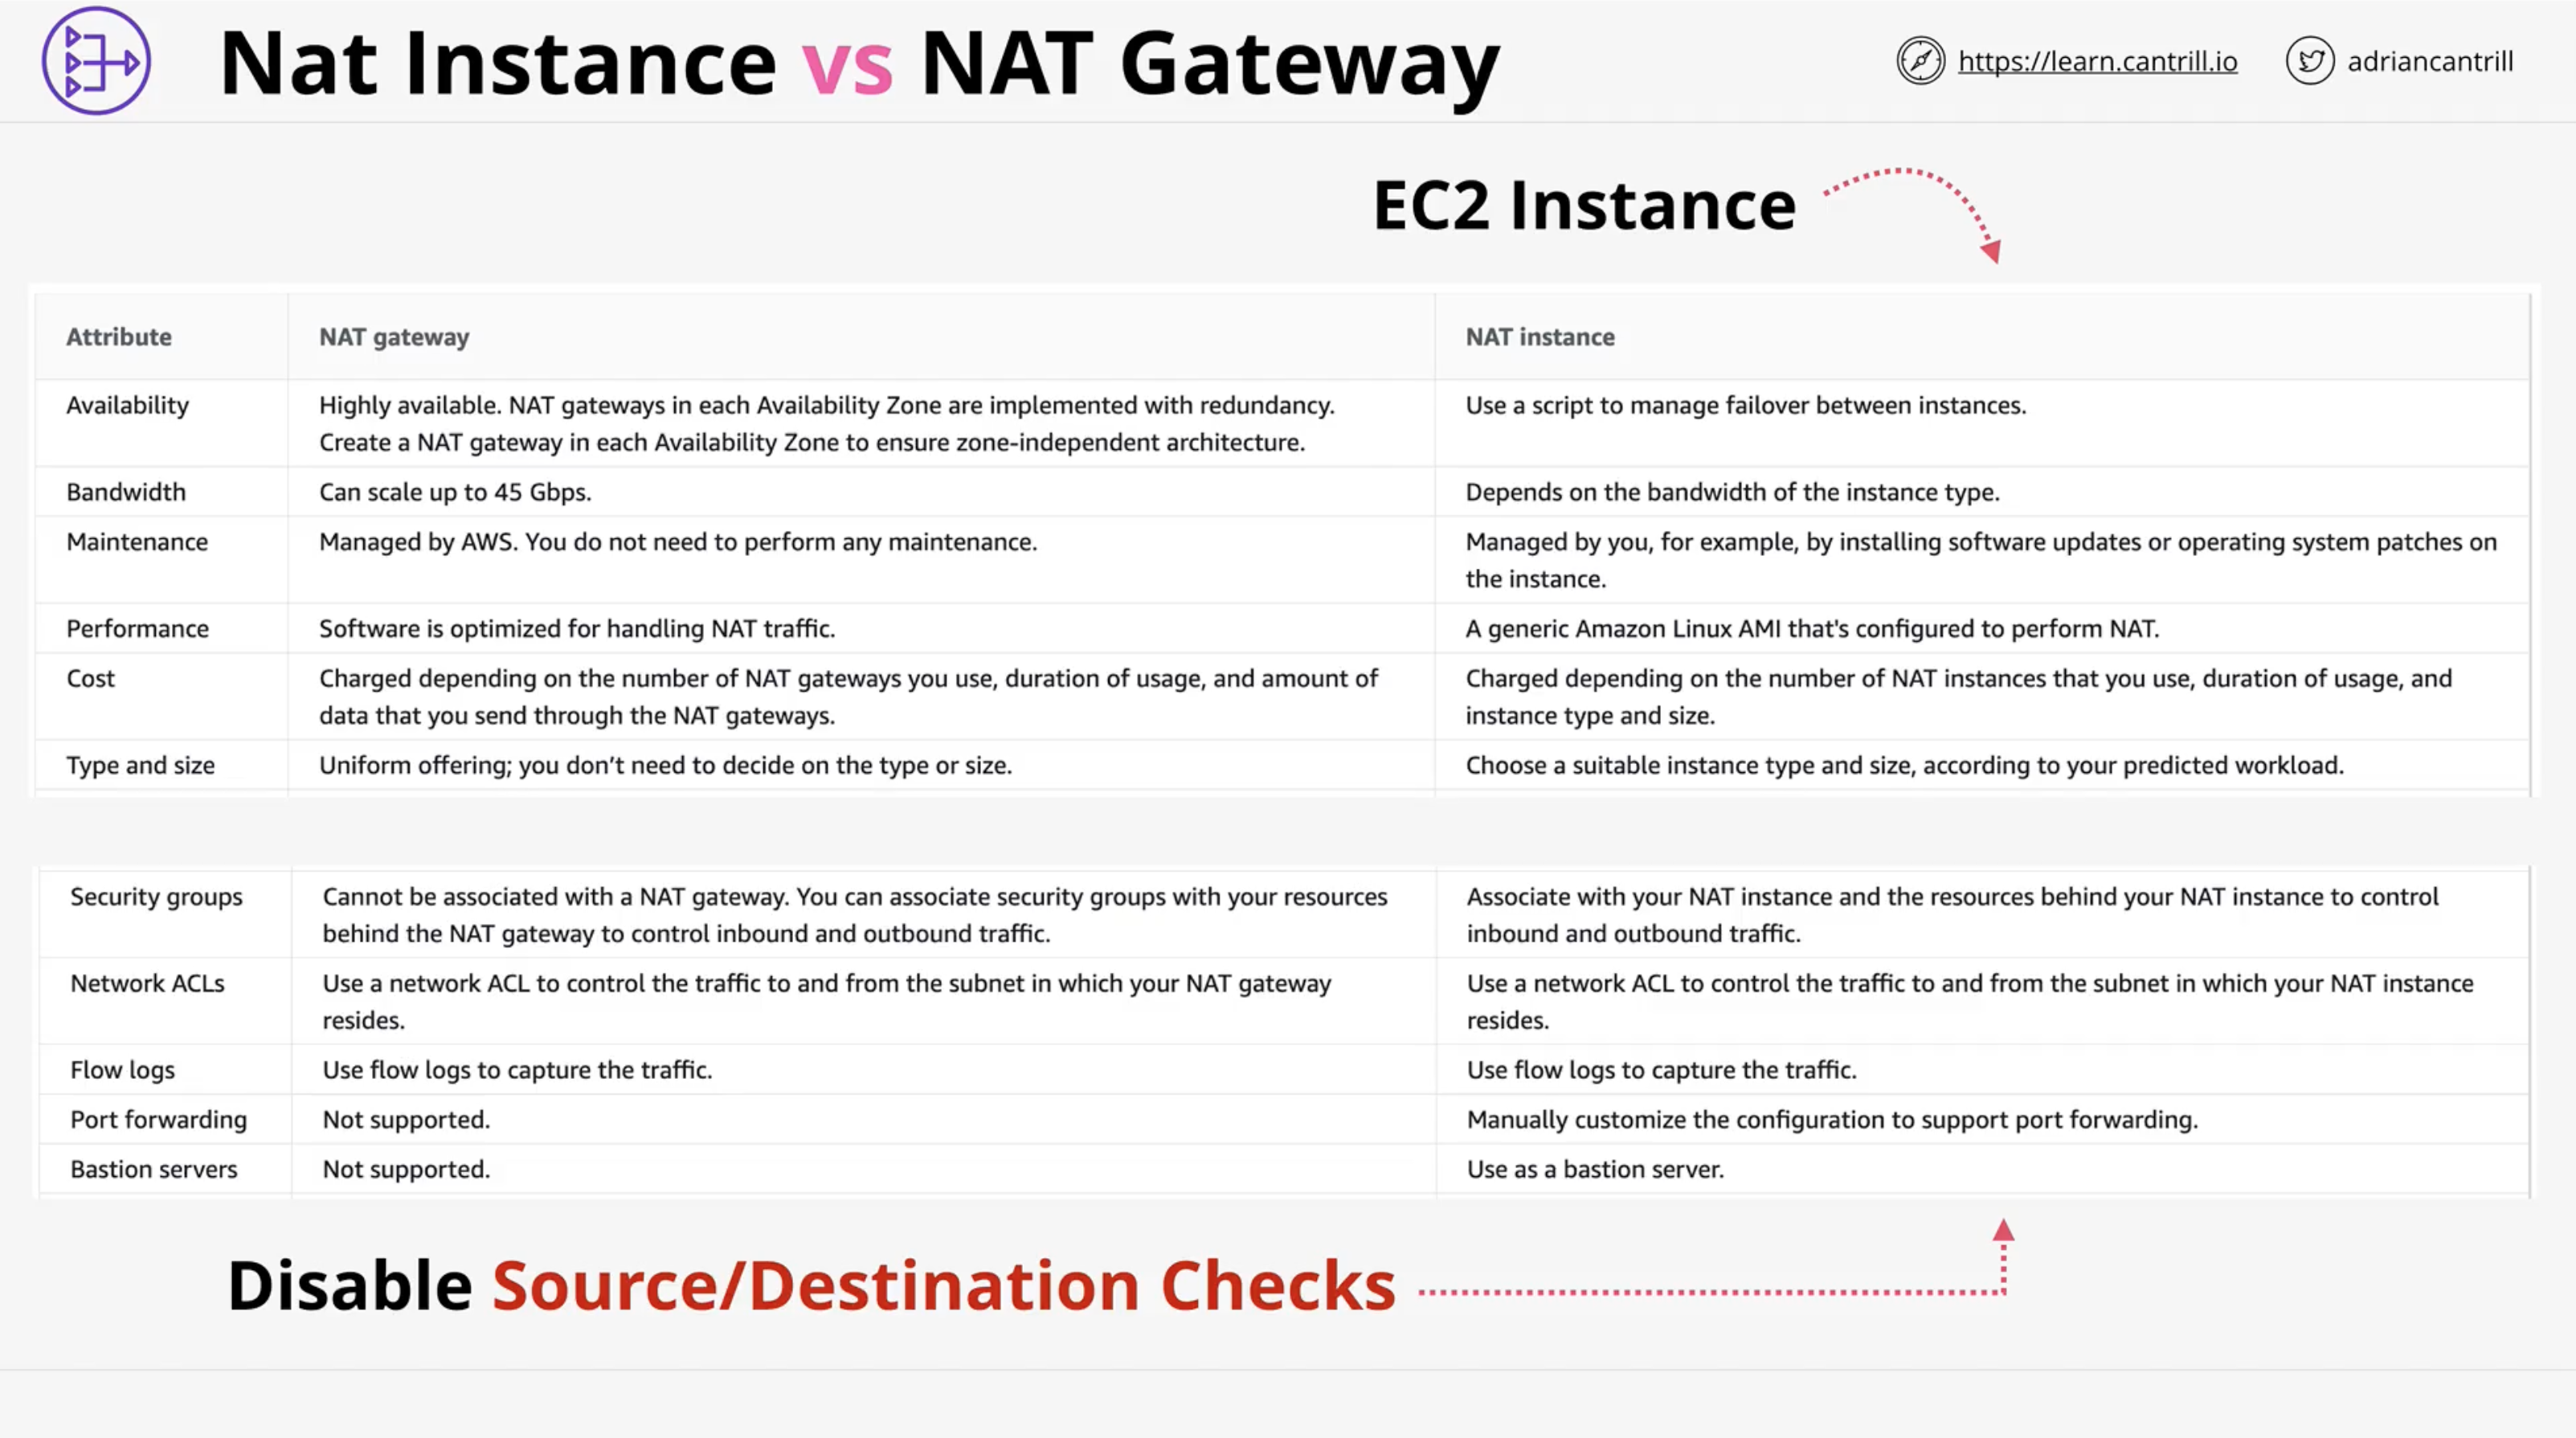 Nat Instance vs NAT Gateway
https://learn.cantrill.io
adriancantrill
EC2 Instance
Attribute
NAT gateway
NAT instance
Availability
Highly available. NAT gateways in each Availability Zone are implemented with redundancy.
Create a NAT gateway in each Availability Zone to ensure zone-independent architecture.
Use a script to manage failover between instances.
Bandwidth
Can scale up to 45 Gbps.
Depends on the bandwidth of the instance type.
Maintenance
Managed by AWS. You do not need to perform any maintenance.
Managed by you, for example, by installing software updates or operating system patches on
the instance.
Performance
Software is optimized for handling NAT traffic.
A generic Amazon Linux AMI that's configured to perform NAT.
Cost
Charged depending on the number of NAT gateways you use, duration of usage, and amount of
data that you send through the NAT gateways.
Charged depending on the number of NAT instances that you use, duration of usage, and
instance type and size.
Type and size
Uniform offering; you don’t need to decide on the type or size.
Choose a suitable instance type and size, according to your predicted workload.
Security groups
Cannot be associated with a NAT gateway. You can associate security groups with your resources
behind the NAT gateway to control inbound and outbound traffic.
Associate with your NAT instance and the resources behind your NAT instance to control
inbound and outbound traffic.
Network ACLs
Use a network ACL to control the traffic to and from the subnet in which your NAT gateway
resides.
Use a network ACL to control the traffic to and from the subnet in which your NAT instance
resides.
Flow logs
Use flow logs to capture the traffic.
Use flow logs to capture the traffic.
Port forwarding
Not supported.
Manually customize the configuration to support port forwarding.
Bastion servers
Not supported.
Use as a bastion server.
Disable Source/Destination Checks